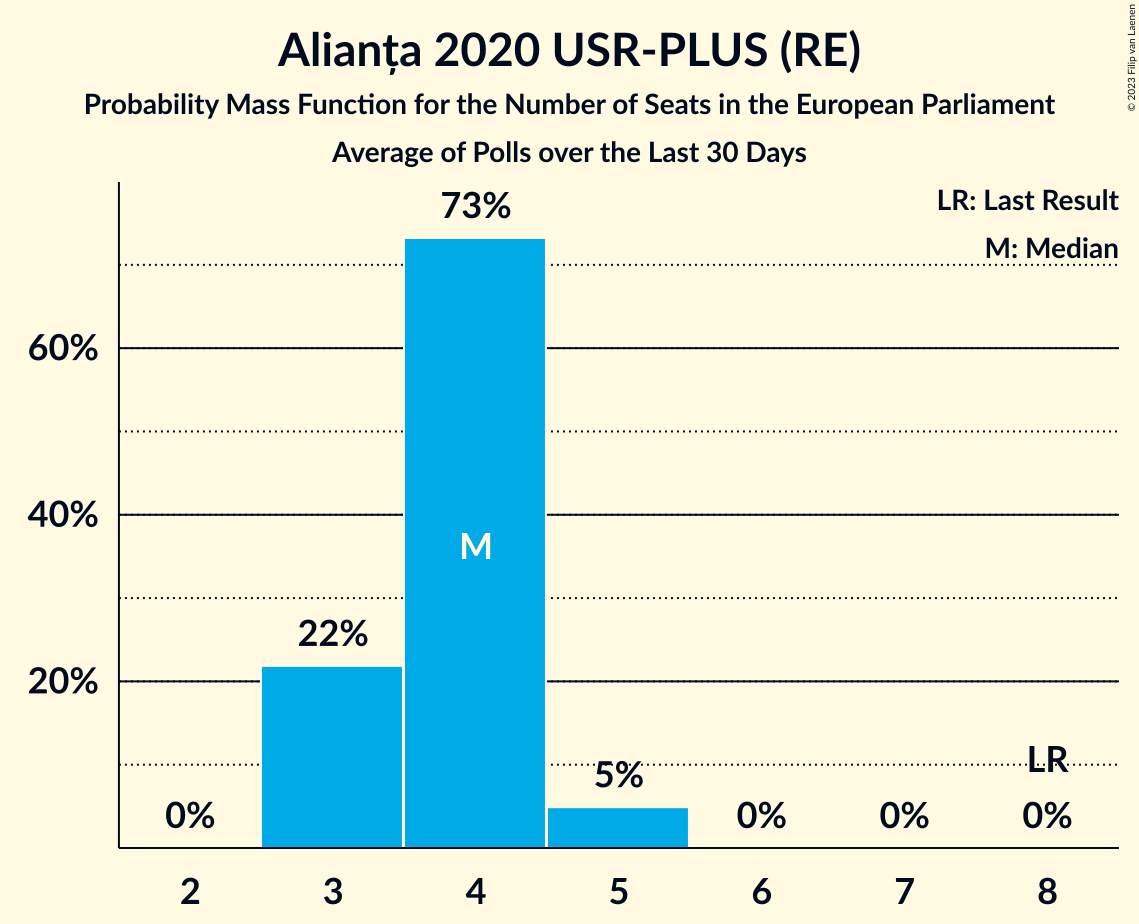 Alianța 2020 USR-PLUS (RE)
Probability Mass Function for the Number of Seats in the European Parliament
Average of Polls over the Last 30 Days
© 2023 Filip van Laenen
LR: Last Result
M: Median
73%
60%
40%
M
22%
20%
LR
5%
0%
0%
0%
0%
2
3
4
5
6
7
8